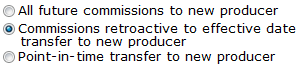 All future commissions to new producer
Commissions retroactive to effective date
transfer to new producer
Point-in-time transfer to new producer